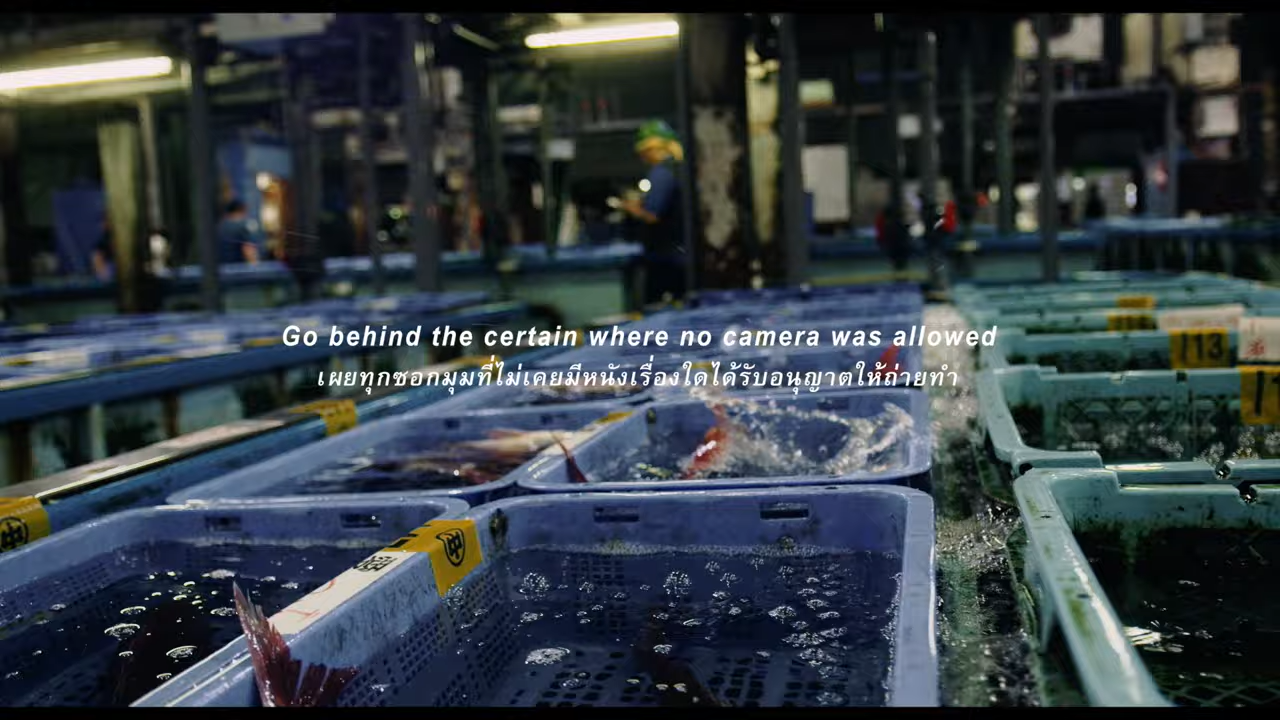 Go behind the certain where no camera was allowed
เผยทุกซอกมุมที่ไม่เคยมีหนังเรื่องใดได้รับอนุญาตให้ถ่ายทำ
113